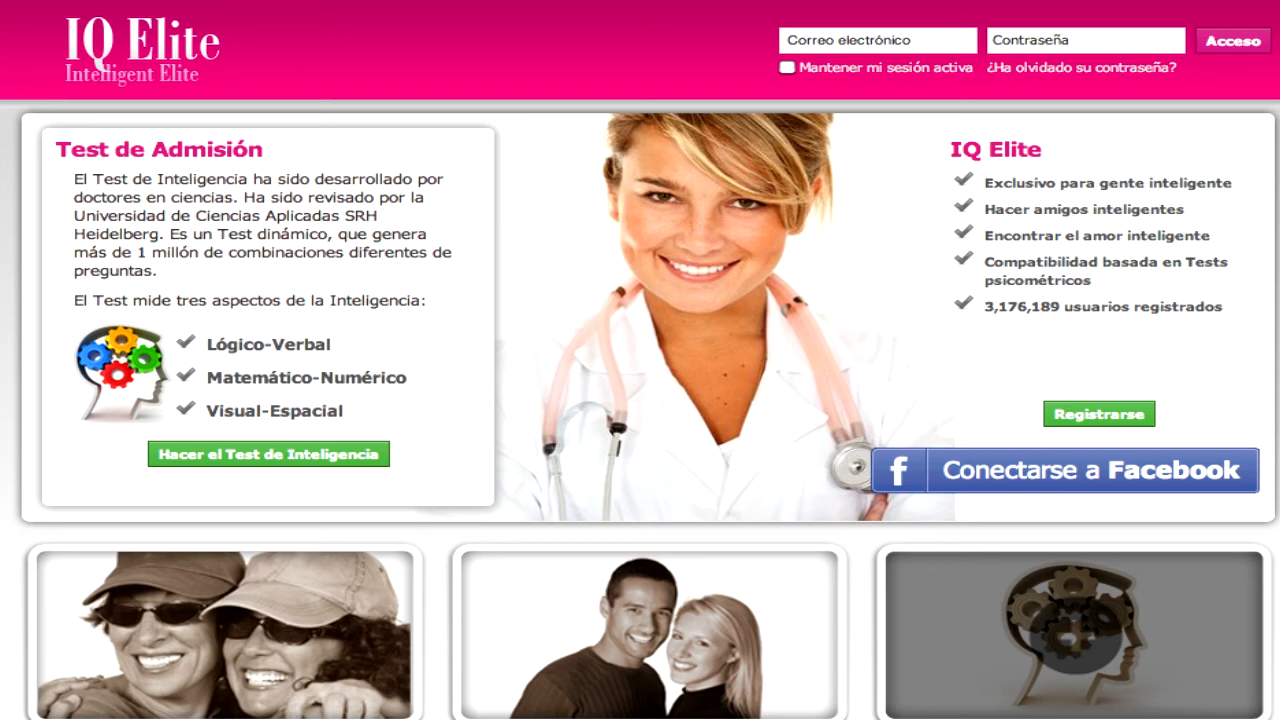 IQ Elite
Intelligent Elite
Correo electrónico
Contraseña
Acceso
Mantener mi sesión activa
¿Ha olvidado su contraseña?
Test de Admisión
El Test de Inteligencia ha sido desarrollado por
doctores en ciencias. Ha sido revisado por la
Universidad de Ciencias Aplicadas SRH
Heidelberg. Es un Test dinámico, que genera
más de 1 millón de combinaciones diferentes de
preguntas.
El Test mide tres aspectos de la Inteligencia:
Lógico-Verbal
Matemático-Numérico
Visual-Espacial
Hacer el Test de Inteligencia
IQ Elite
Exclusivo para gente inteligente
Hacer amigos inteligentes
Encontrar el amor inteligente
Compatibilidad basada en Tests
psicométricos
3,176,189 usuarios registrados
Registrarse
f Conectarse a Facebook